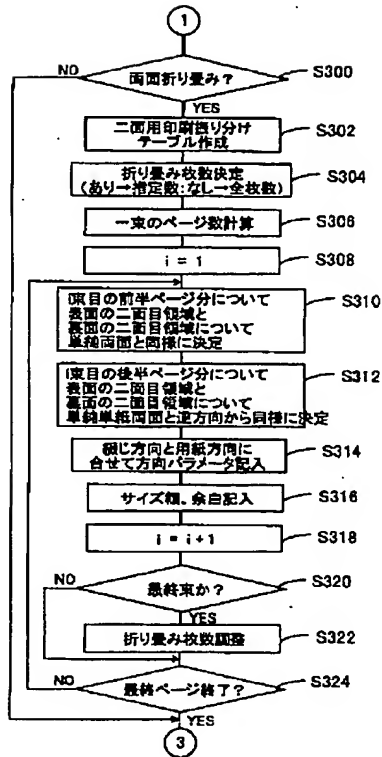 1
両面折り畳み?
S300
NO
YES
二面用印刷振り分け
テーブル作成
S302
折り畳み枚数決定
(あり→指定数:なし→全枚数)
S304
一束のページ数計算
S306
i = 1
S308
i束目の前半ページ分について
表面の二面目領域と
裏面の二面目領域について
単純両面と同様に決定
S310
i束目の後半ページ分について
表面の二面目領域と
裏面の二面目領域について
単純単紙両面と逆方向から同様に決定
S312
綴じ方向と用紙方向に
合せて方向パラメータ記入
S314
サイズ欄、余白記入
S316
i = i+1
S318
最終束か?
S320
NO
YES
折り畳み枚数調整
S322
最終ページ終了?
S324
NO
YES
3